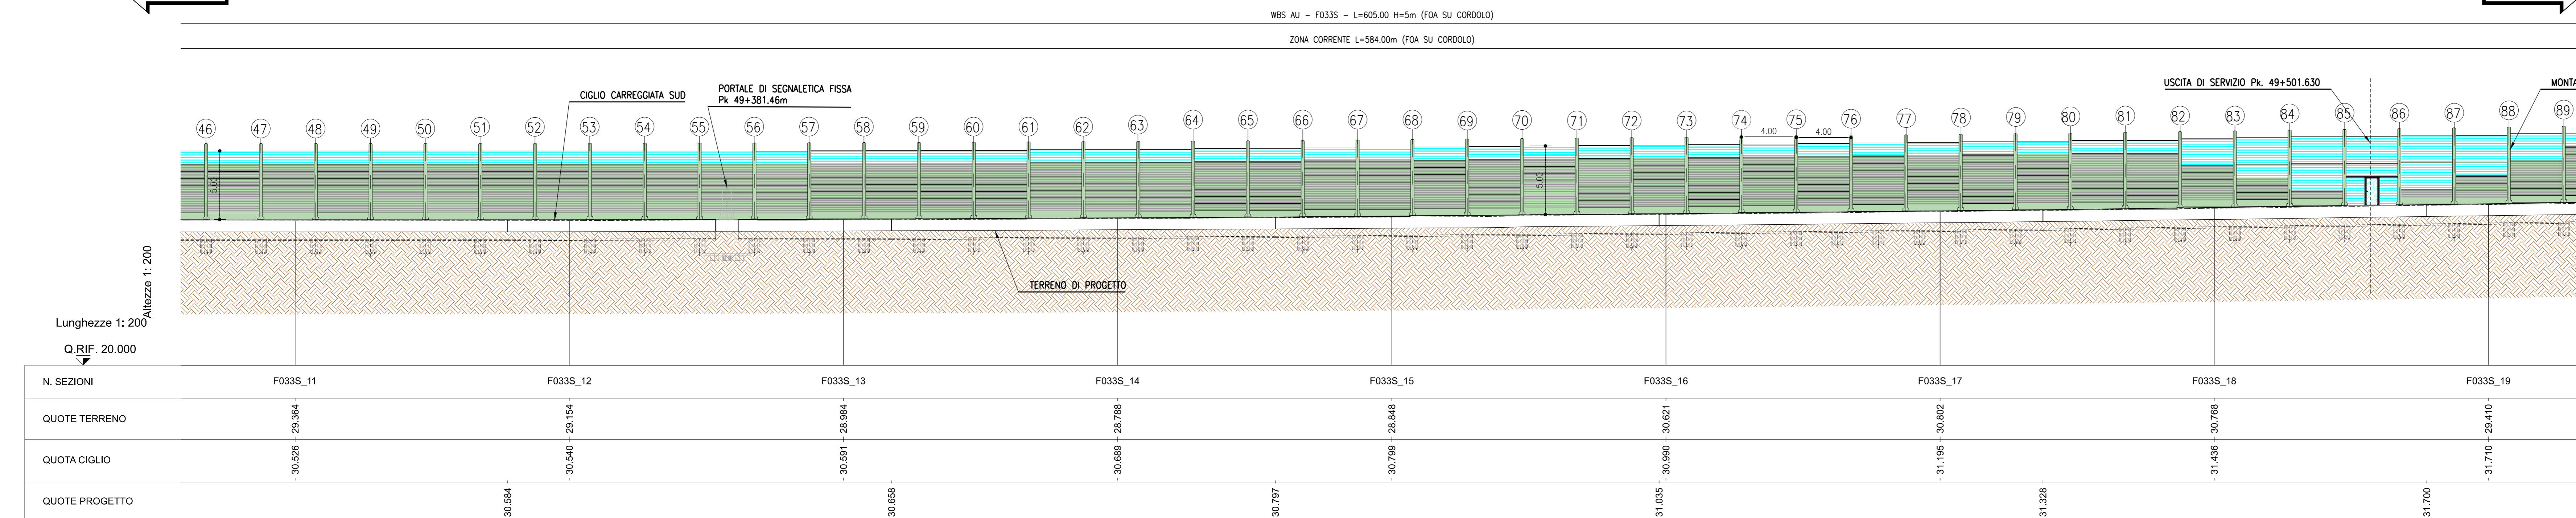 WBS AU - F033S - L=605.00 H=5m (FOA SU CORDOLO)
ZONA CORRENTE L=584.00m (FOA SU CORDOLO)
CIGLIO CARREGGIATA SUD
PORTALE DI SEGNALETICA FISSA
Pk 49+381.46m
USCITA DI SERVIZIO Pk. 49+501.630
MONTA
46 47 48 49 50 51 52 53 54 55 56 57 58 59 60 61 62 63 64 65 66 67 68 69 70 71 72 73 74 75 76 77 78 79 80 81 82 83 84 85 86 87 88 89
4.00 4.00
5.00
5.00
TERRENO DI PROGETTO
Altezze 1: 200
Lunghezze 1: 200
Q.RIF. 20.000
N. SEZIONI F033S_11 F033S_12 F033S_13 F033S_14 F033S_15 F033S_16 F033S_17 F033S_18 F033S_19
QUOTE TERRENO 29.364 29.154 28.984 28.788 28.848 30.621 30.802 30.768 29.410
QUOTA CIGLIO 30.526 30.540 30.591 30.689 30.799 30.990 31.195 31.436 31.710
QUOTE PROGETTO 30.584 30.658 30.797 31.035 31.328 31.700